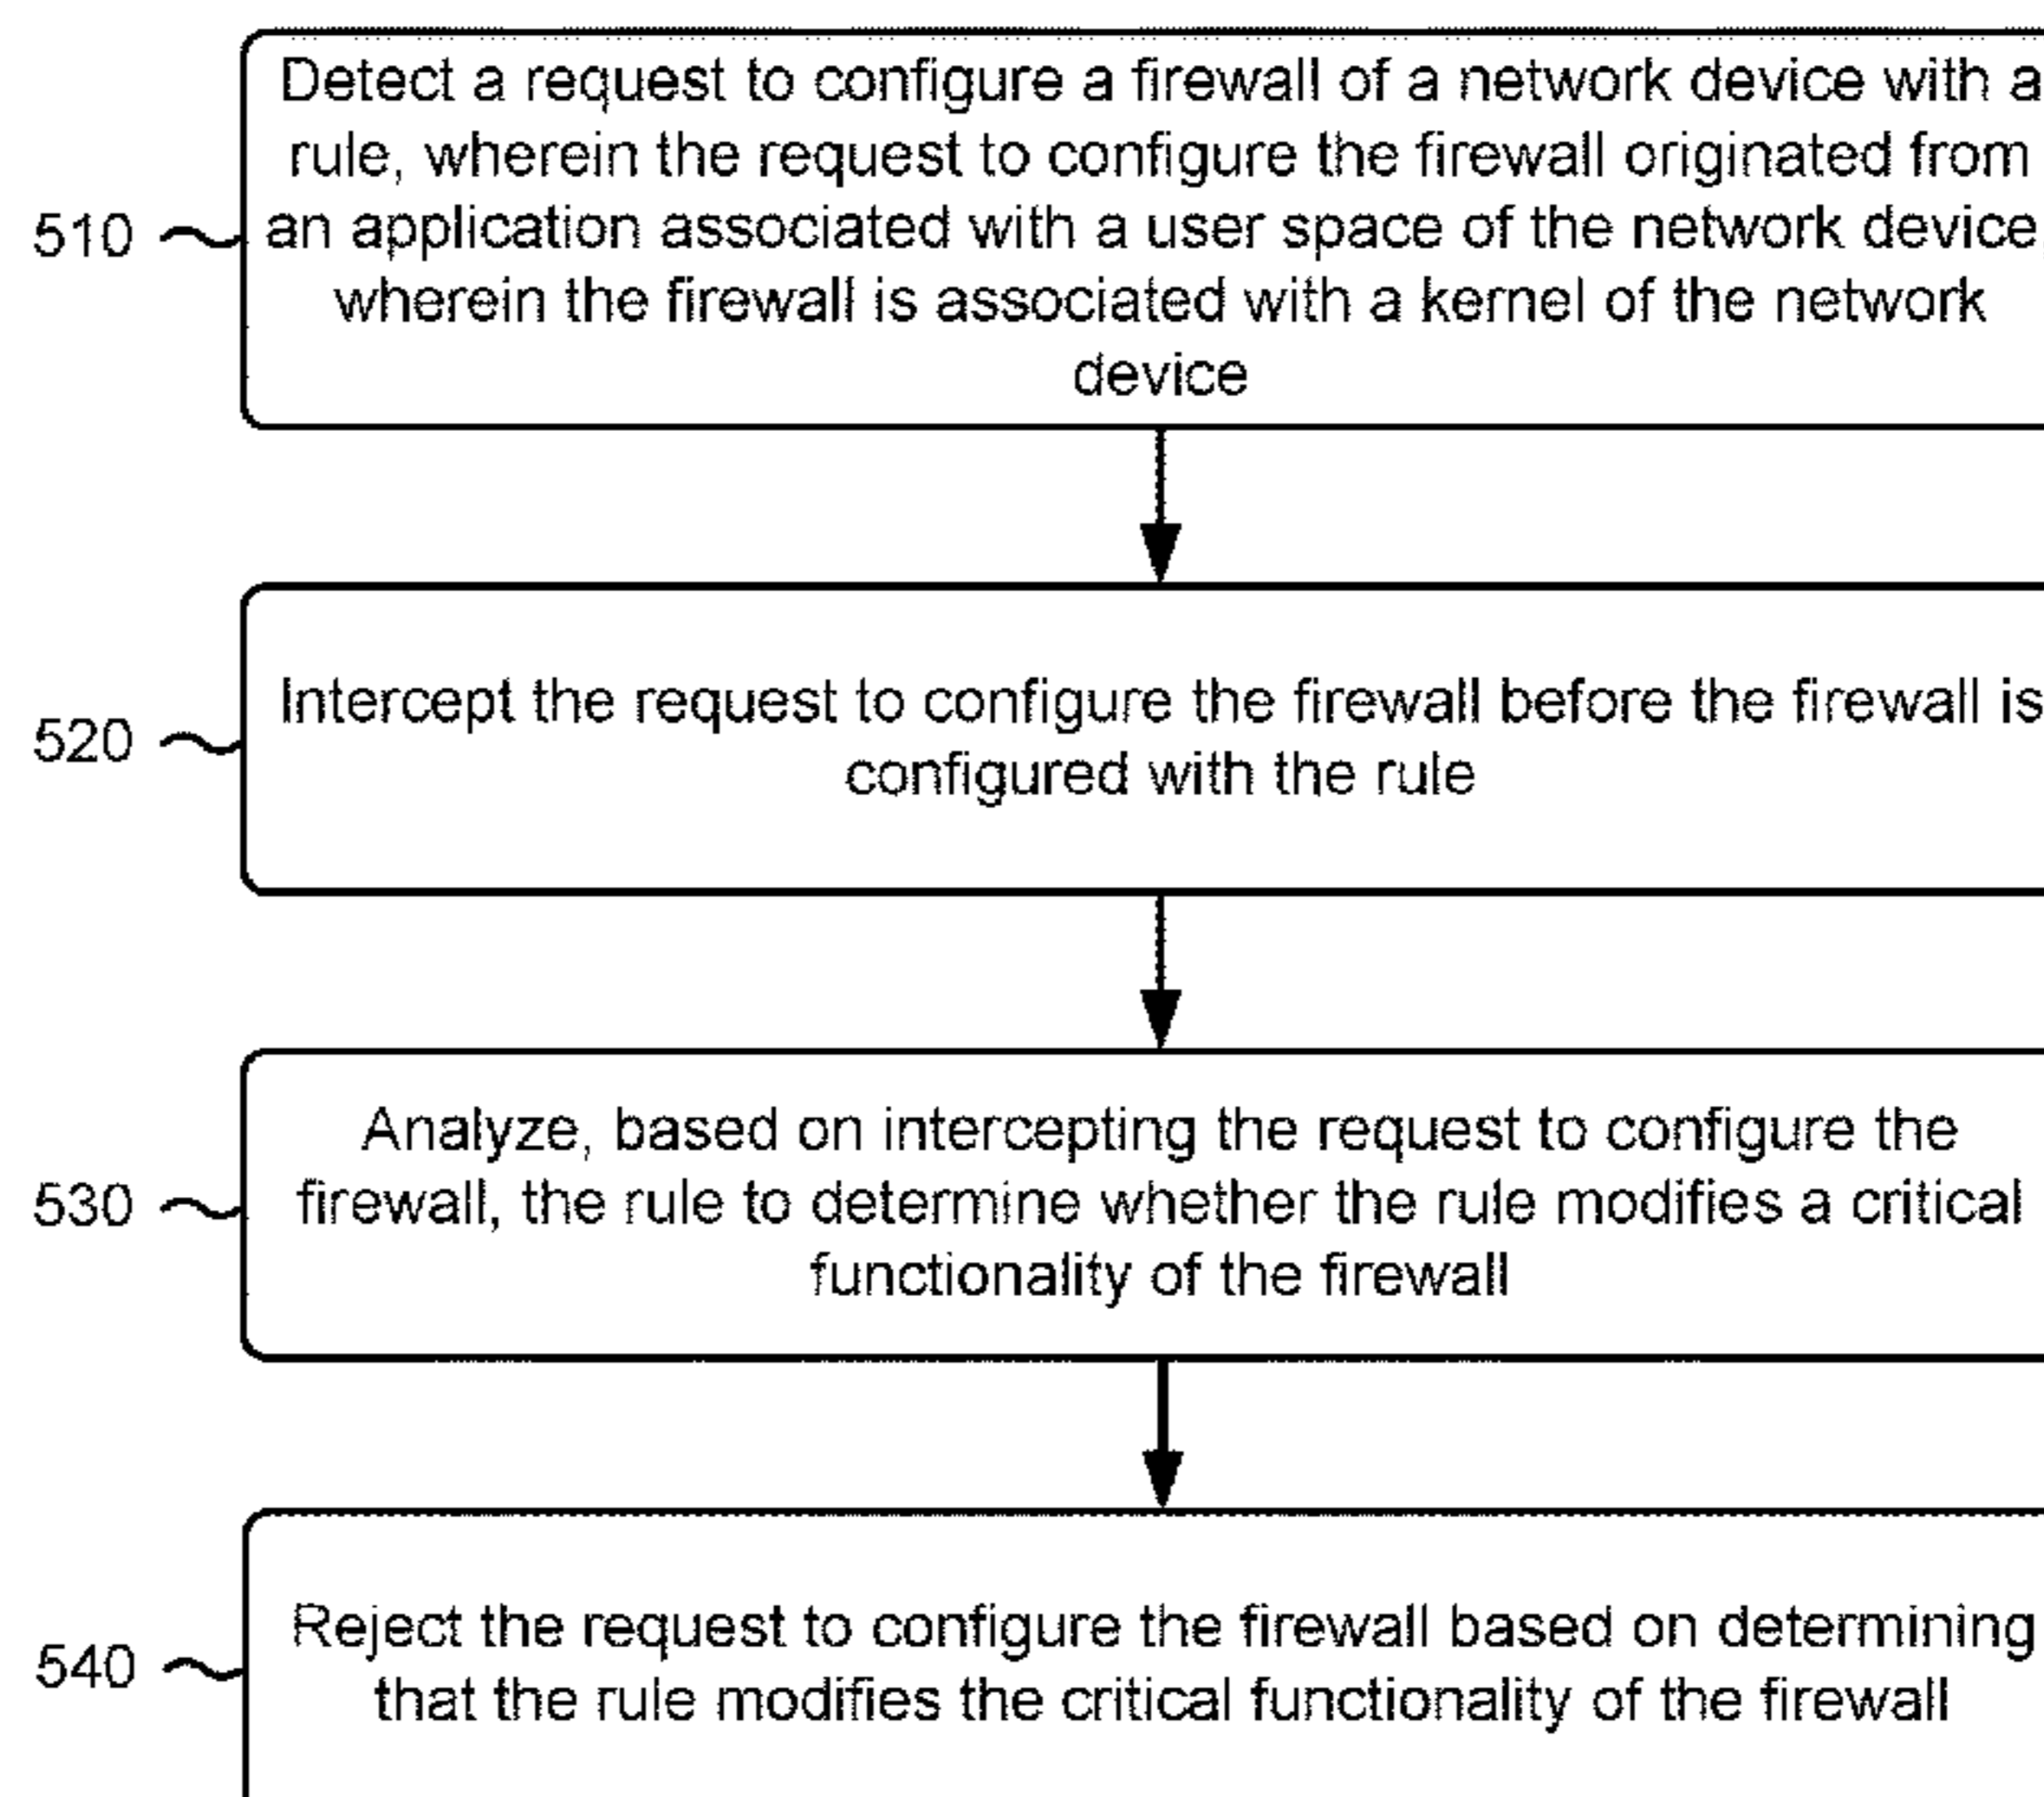 Detect a request to configure a firewall of a network device with a
rule, wherein the request to configure the firewall originated from
510
an application associated with a user space of the network device,
wherein the firewall is associated with a kernel of the network
device
Intercept the request to configure the firewall before the firewall is
520
configured with the rule
Analyze, based on intercepting the request to configure the
530
firewall, the rule to determine whether the rule modifies a critical
functionality of the firewall
Reject the request to configure the firewall based on determining
540
that the rule modifies the critical functionality of the firewall